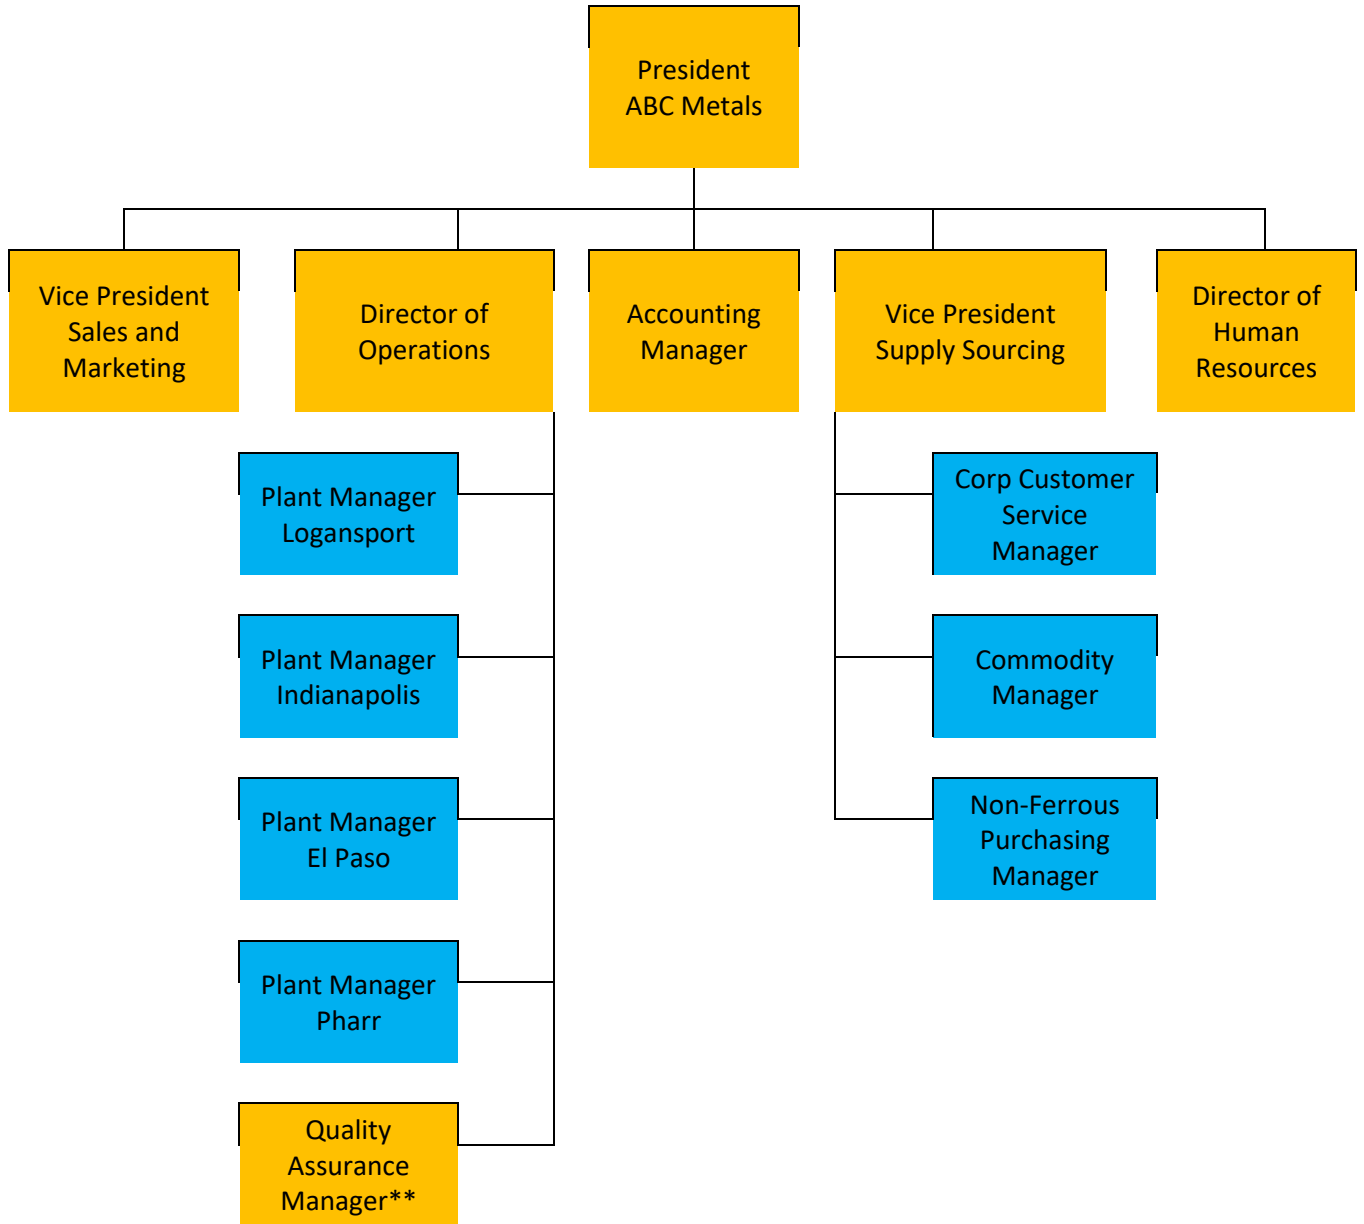 President
ABC Metals
Vice President
Sales and
Marketing
Director of
Operations
Accounting
Manager
Vice President
Supply Sourcing
Director of
Human
Resources
Plant Manager
Logansport
Plant Manager
Indianapolis
Plant Manager
El Paso
Plant Manager
Pharr
Quality
Assurance
Manager**
Corp Customer
Service
Manager
Commodity
Manager
Non-Ferrous
Purchasing
Manager